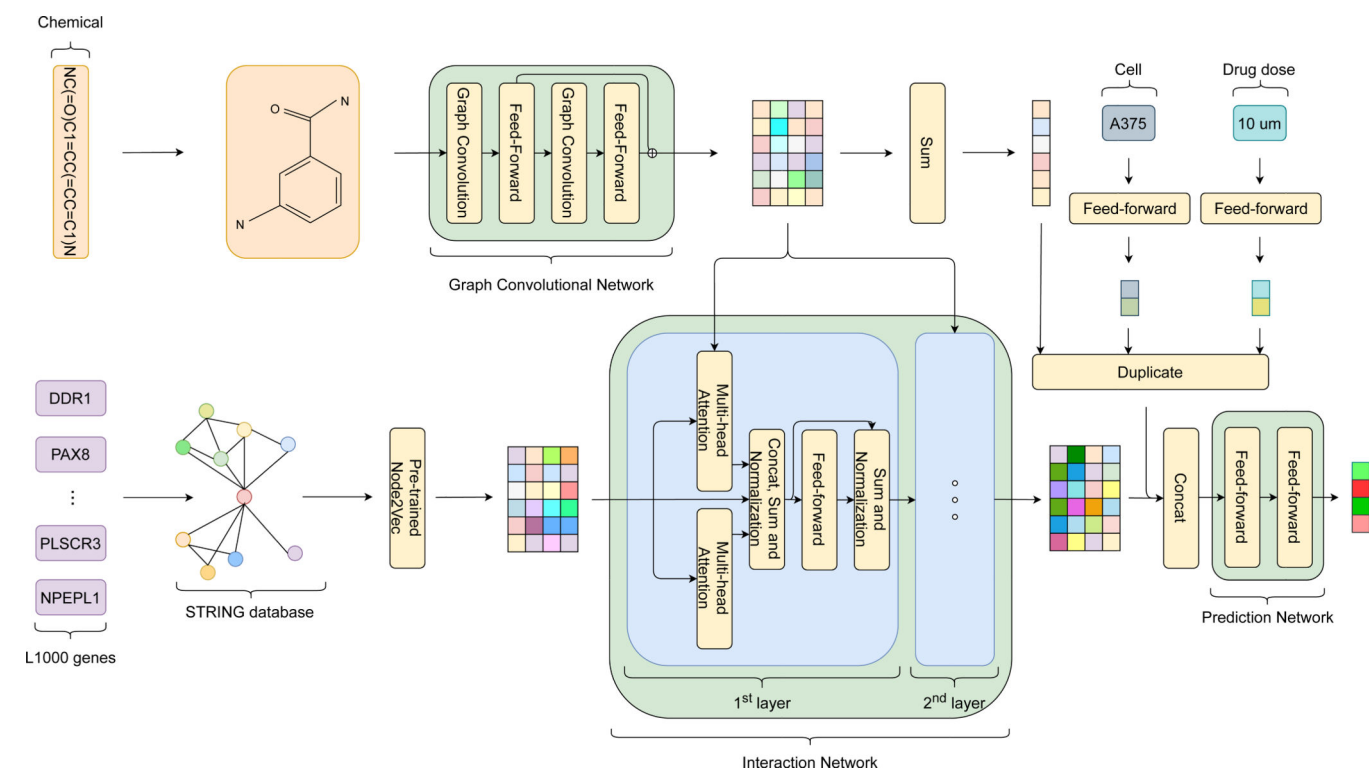 Chemical
NC(=O)C1=CC(=CC=C1)N
O
N
N
Graph Convolution
Feed-Forward
Graph Convolution
Feed-Forward
Graph Convolutional Network
Sum
Cell
A375
Feed-forward
Drug dose
10 um
Feed-forward
Duplicate
DDR1
PAX8
PLSCR3
NPEPL1
L1000 genes
STRING database
Pre-trained
Node2Vec
Multi-head
Attention
Multi-head
Attention
Concat, Sum and
Normalization
Feed-forward
Sum and
Normalization
1st layer
2nd layer
Interaction Network
Concat
Feed-forward
Feed-forward
Prediction Network